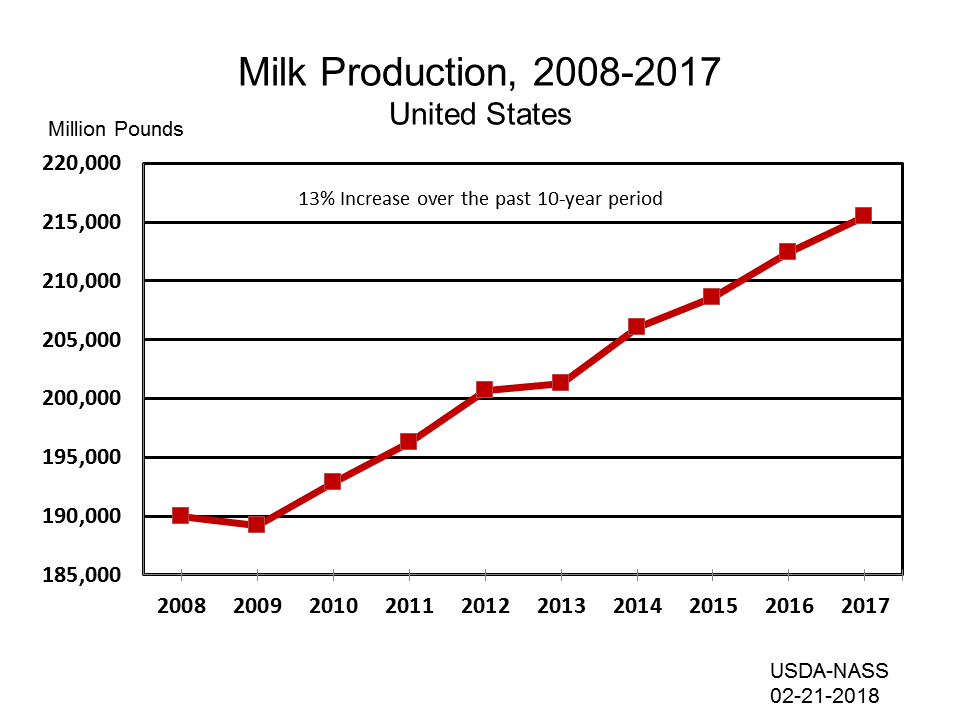 Milk Production, 2008-2017
United States
Million Pounds
220,000
13% Increase over the past 10-year period
215,000
210,000
205,000
200,000
195,000
190,000
185,000
2008 2009 2010 2011 2012 2013 2014 2015 2016 2017
USDA-NASS
02-21-2018